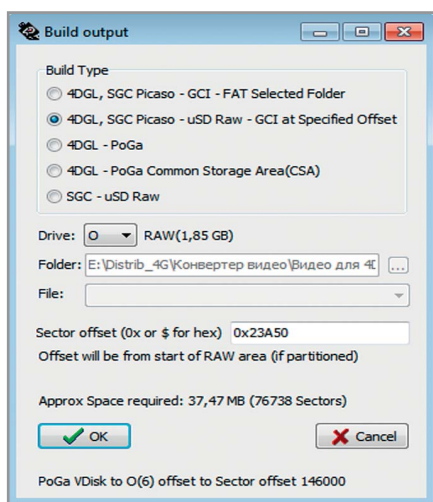 Build output
Build Type
4DGL, SGC Picaso - GCI - FAT Selected Folder
4DGL, SGC Picaso - uSD Raw - GCI at Specified Offset
4DGL - PoGa
4DGL - PoGa Common Storage Area(CSA)
SGC - uSD Raw
Drive: O RAW(1,85 GB)
Folder: E:\Distrib_4G\Конвертер видео\Видео для 4D ...
File:
Sector offset (0x or $ for hex) 0x23A50
Offset will be from start of RAW area (if partitioned)
Approx Space required: 37,47 MB (76738 Sectors)
OK Cancel
PoGa VDisk to O(6) offset to Sector offset 146000